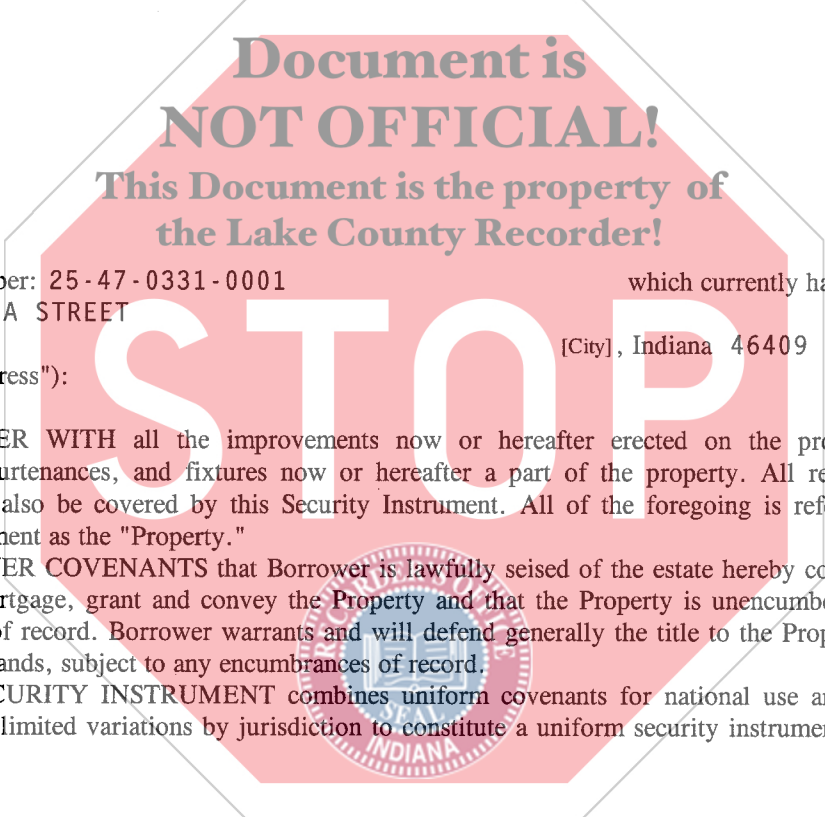 Document is
NOT OFFICIAL!
This Document is the property of
the Lake County Recorder!
ber: 25-47-0331-0001 which currently ha
A STREET
STOP
[City], Indiana 46409
ress"):
ER WITH all the improvements now or hereafter erected on the pro
urtenances, and fixtures now or hereafter a part of the property. All re
also be covered by this Security Instrument. All of the foregoing is refe
ment as the "Property."
ER COVENANTS that Borrower is lawfully seised of the estate hereby co
rtgage, grant and convey the Property and that the Property is unencumbe
of record. Borrower warrants and will defend generally the title to the Prop
ands, subject to any encumbrances of record.
CURITY INSTRUMENT combines uniform covenants for national use an
limited variations by jurisdiction to constitute a uniform security instrumen
RECORDER'S OFFICE
SEAL
INDIANA